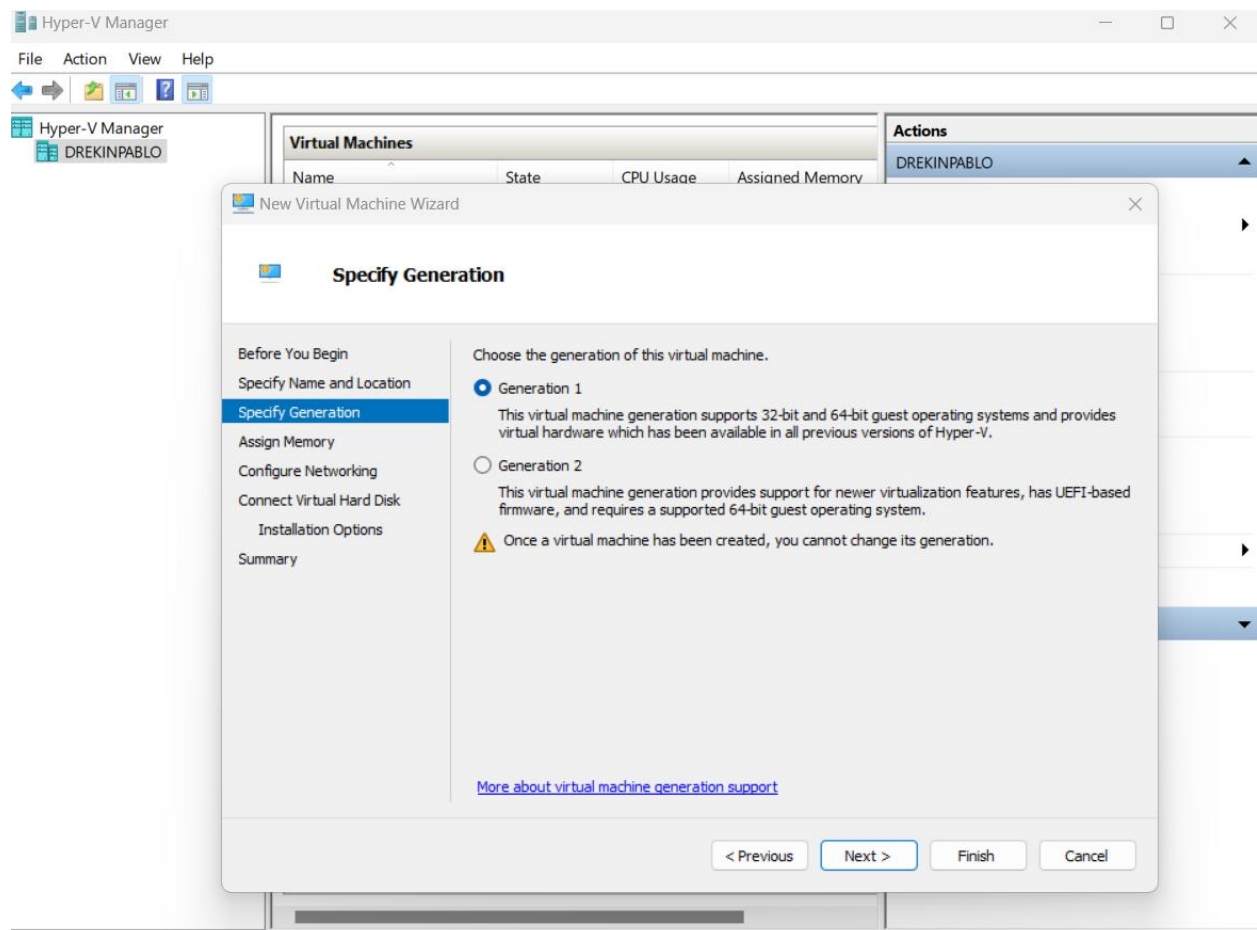 Hyper-V Manager
File Action View Help
Hyper-V Manager
DREKINPABLO
Virtual Machines
Name State CPU Usage Assigned Memory
Actions
DREKINPABLO
New Virtual Machine Wizard
Specify Generation
Before You Begin
Specify Name and Location
Specify Generation
Assign Memory
Configure Networking
Connect Virtual Hard Disk
Installation Options
Summary
Choose the generation of this virtual machine.
Generation 1
This virtual machine generation supports 32-bit and 64-bit guest operating systems and provides
virtual hardware which has been available in all previous versions of Hyper-V.
Generation 2
This virtual machine generation provides support for newer virtualization features, has UEFI-based
firmware, and requires a supported 64-bit guest operating system.
Once a virtual machine has been created, you cannot change its generation.
More about virtual machine generation support
< Previous Next > Finish Cancel